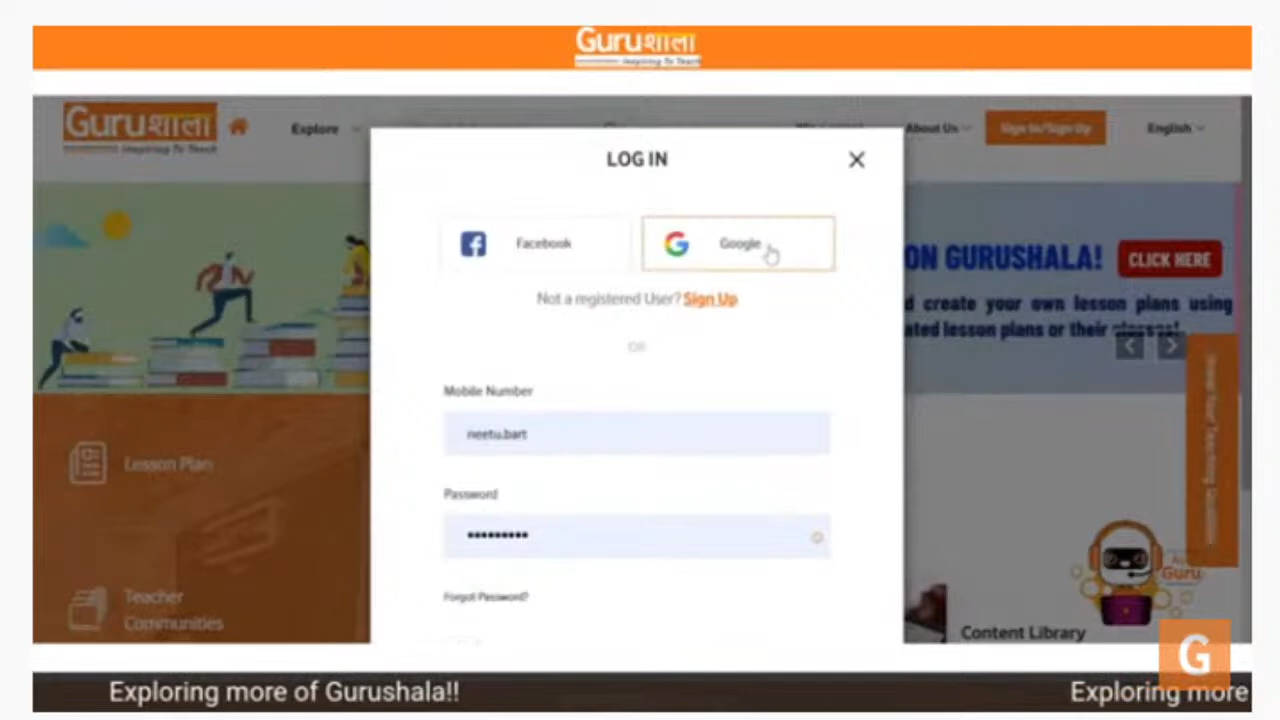 Guruशाला
Inspiring To Teach
Guruशाला
Inspiring To Teach
Explore
About Us
Sign In/Sign Up
English
LOG IN
Facebook
Google
Not a registered User? Sign Up
OR
Mobile Number
neetu.bart
Password
Forgot Password?
ON GURUSHALA!
CLICK HERE
d create your own lesson plans using
ated lesson plans or their
Lesson Plan
Teacher
Communities
Guru
Content Library
G
Exploring more of Gurushala!!
Exploring more